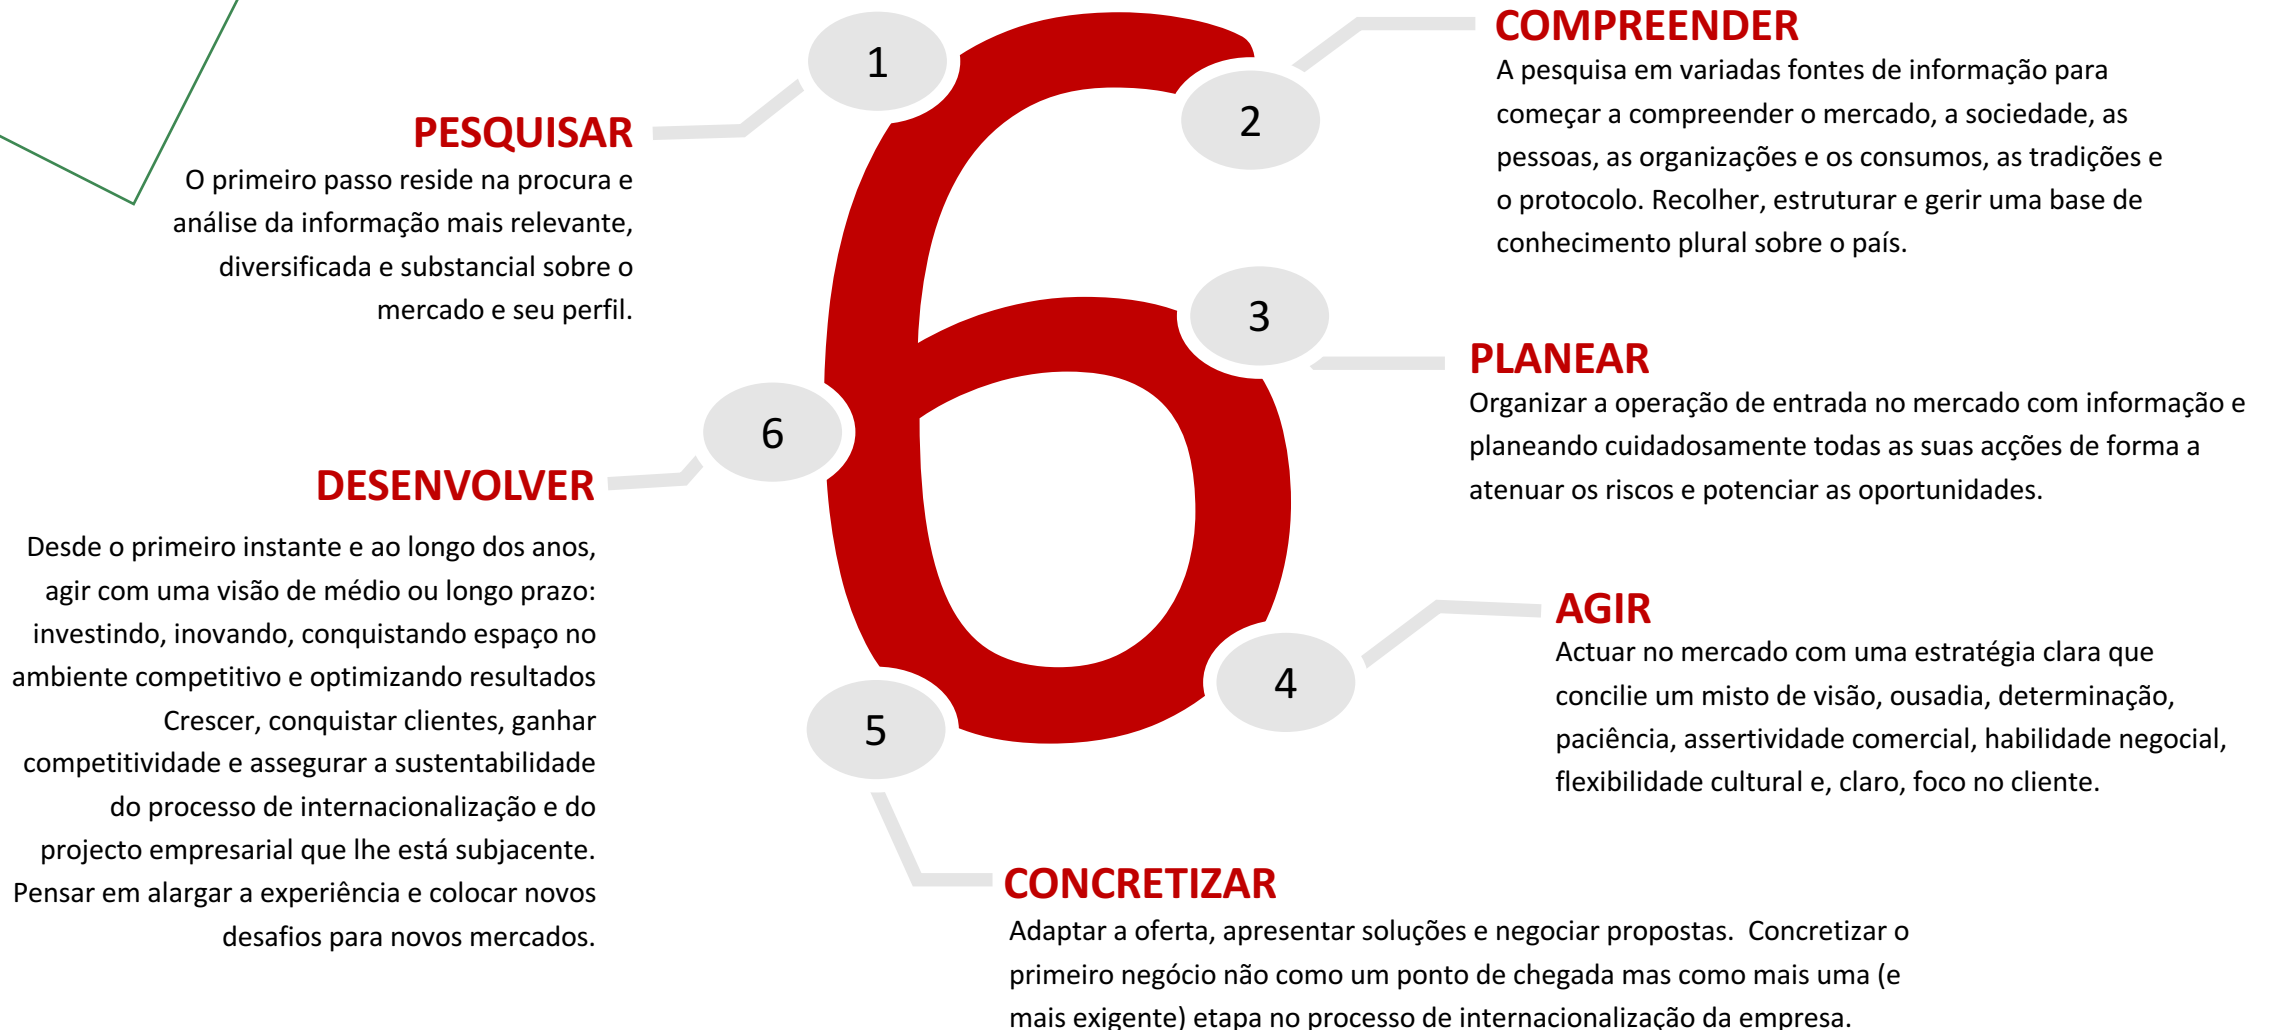 1
PESQUISAR
O primeiro passo reside na procura e
análise da informação mais relevante,
diversificada e substancial sobre o
mercado e seu perfil.
2
COMPREENDER
A pesquisa em variadas fontes de informação para
começar a compreender o mercado, a sociedade, as
pessoas, as organizações e os consumos, as tradições e
o protocolo. Recolher, estruturar e gerir uma base de
conhecimento plural sobre o país.
3
PLANEAR
Organizar a operação de entrada no mercado com informação e
planeando cuidadosamente todas as suas acções de forma a
atenuar os riscos e potenciar as oportunidades.
4
AGIR
Actuar no mercado com uma estratégia clara que
concilie um misto de visão, ousadia, determinação,
paciência, assertividade comercial, habilidade negocial,
flexibilidade cultural e, claro, foco no cliente.
5
CONCRETIZAR
Adaptar a oferta, apresentar soluções e negociar propostas.  Concretizar o
primeiro negócio não como um ponto de chegada mas como mais uma (e
mais exigente) etapa no processo de internacionalização da empresa.
6
DESENVOLVER
Desde o primeiro instante e ao longo dos anos,
agir com uma visão de médio ou longo prazo:
investindo, inovando, conquistando espaço no
ambiente competitivo e optimizando resultados
Crescer, conquistar clientes, ganhar
competitividade e assegurar a sustentabilidade
do processo de internacionalização e do
projecto empresarial que lhe está subjacente.
Pensar em alargar a experiência e colocar novos
desafios para novos mercados.
6